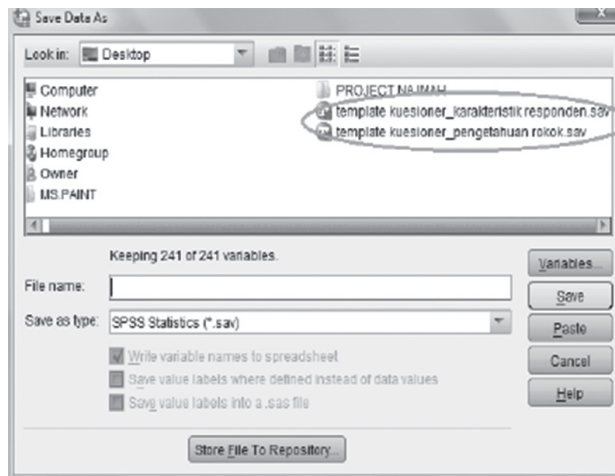 Save Data As
Look in: Desktop
Computer
Network
Libraries
Homegroup
Owner
MS.PAINT
PROJECT NAJMAH
template kuesioner_karakteristik responden.sav
template kuesioner_pengetahuan rokok.sav
Keeping 241 of 241 variables.
Variables...
File name:
Save
Save as type: SPSS Statistics (*.sav)
Paste
Write variable names to spreadsheet
Cancel
Save value labels where defined instead of data values
Help
Save value labels into a .sas file
Store File To Repository...